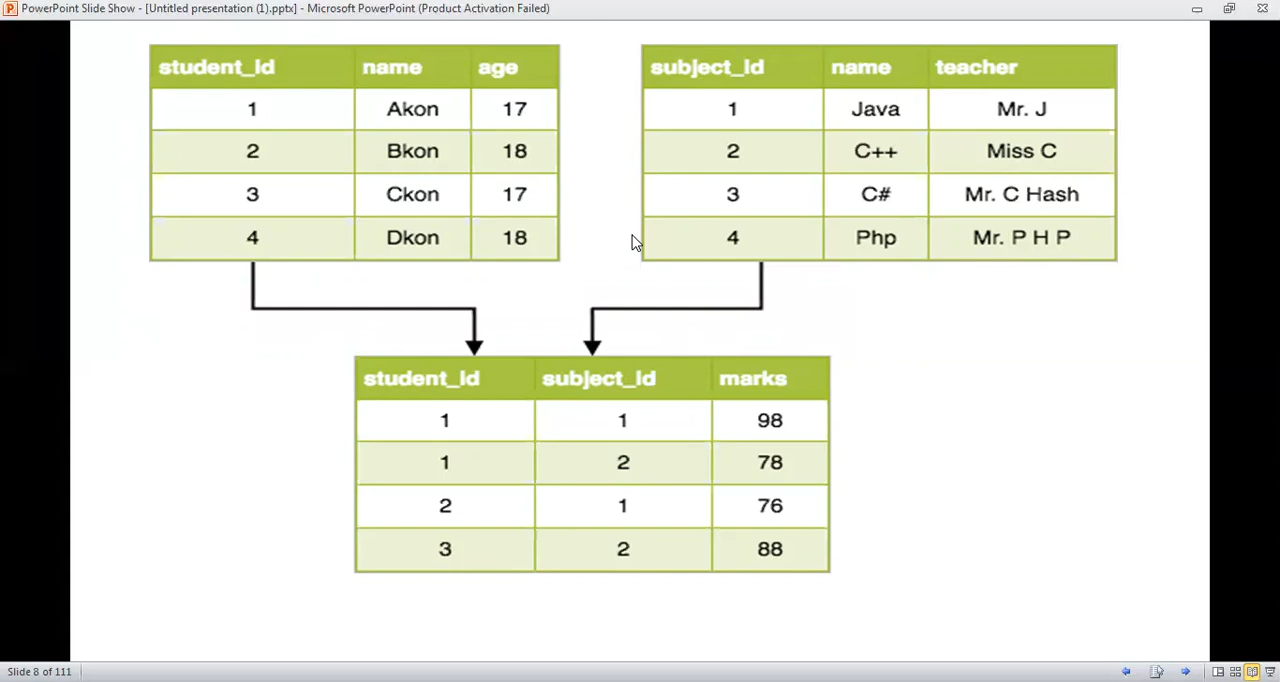 PowerPoint Slide Show - [Untitled presentation (1).pptx] - Microsoft PowerPoint (Product Activation Failed)
student_id name age
1 Akon 17
2 Bkon 18
3 Ckon 17
4 Dkon 18
subject_id name teacher
1 Java Mr. J
2 C++ Miss C
3 C# Mr. C Hash
4 Php Mr. P H P
student_id subject_id marks
1 1 98
1 2 78
2 1 76
3 2 88
Slide 8 of 111